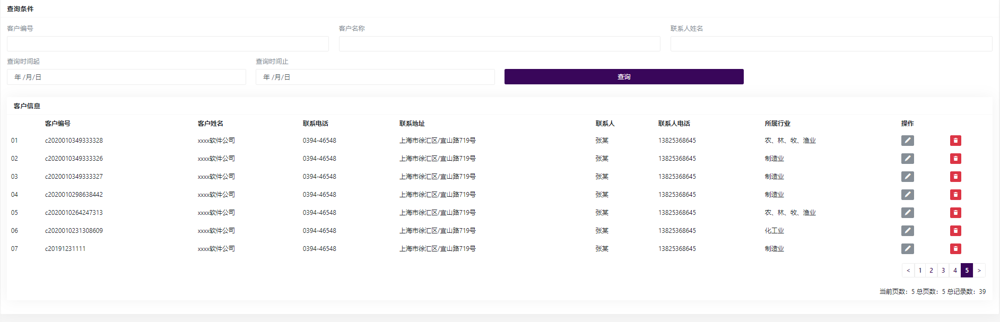 查询条件
客户编号 客户名称 联系人姓名
查询时间起 查询时间止
年 /月/日 年 /月/日 查询
客户信息
客户编号 客户姓名 联系电话 联系地址 联系人 联系人电话 所属行业 操作
01 c2020010349333328 xxxx软件公司 0394-46548 上海市徐汇区/宜山路719号 张某 13825368645 农、林、牧、渔业
02 c2020010349333326 xxxx软件公司 0394-46548 上海市徐汇区/宜山路719号 张某 13825368645 制造业
03 c2020010349333327 xxxx软件公司 0394-46548 上海市徐汇区/宜山路719号 张某 13825368645 制造业
04 c2020010298638442 xxxx软件公司 0394-46548 上海市徐汇区/宜山路719号 张某 13825368645 制造业
05 c2020010264247313 xxxx软件公司 0394-46548 上海市徐汇区/宜山路719号 张某 13825368645 农、林、牧、渔业
06 c2020010231308609 xxxx软件公司 0394-46548 上海市徐汇区/宜山路719号 张某 13825368645 化工业
07 c20191231111 xxxx软件公司 0394-46548 上海市徐汇区/宜山路719号 张某 13825368645 制造业
< 1 2 3 4 5 >
当前页数：5 总页数：5 总记录数：39